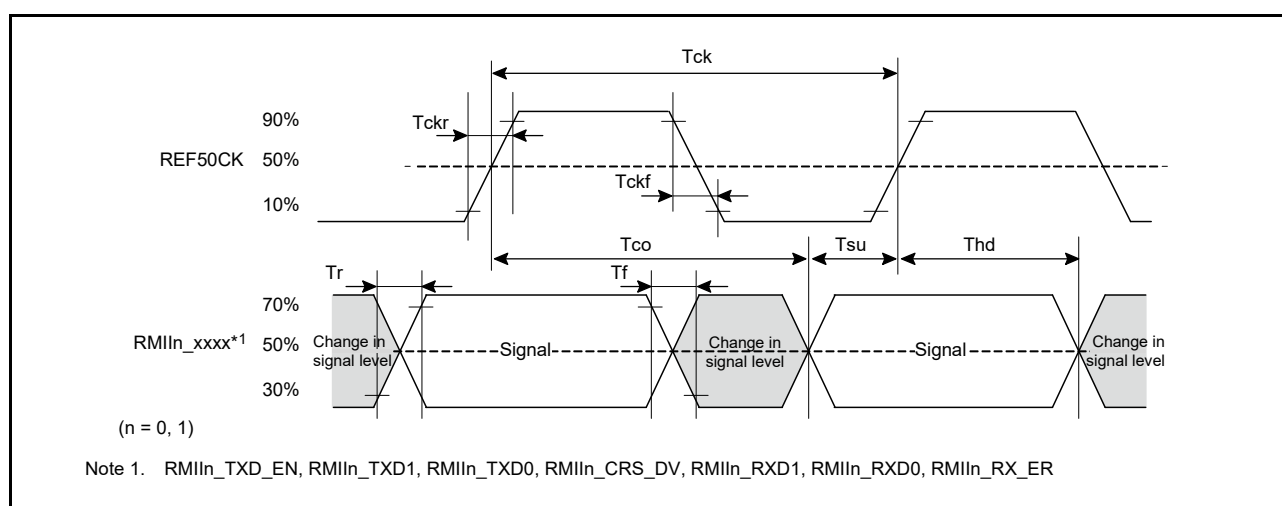 Tck
90%
Tckr
REF50CK 50%
Tckf
10%
Tco Tsu Thd
Tr Tf
70%
RMIIn_xxxx*1 50% Change in signal level Signal Change in signal level Signal Change in signal level
30%
(n = 0, 1)
Note 1. RMIIn_TXD_EN, RMIIn_TXD1, RMIIn_TXD0, RMIIn_CRS_DV, RMIIn_RXD1, RMIIn_RXD0, RMIIn_RX_ER